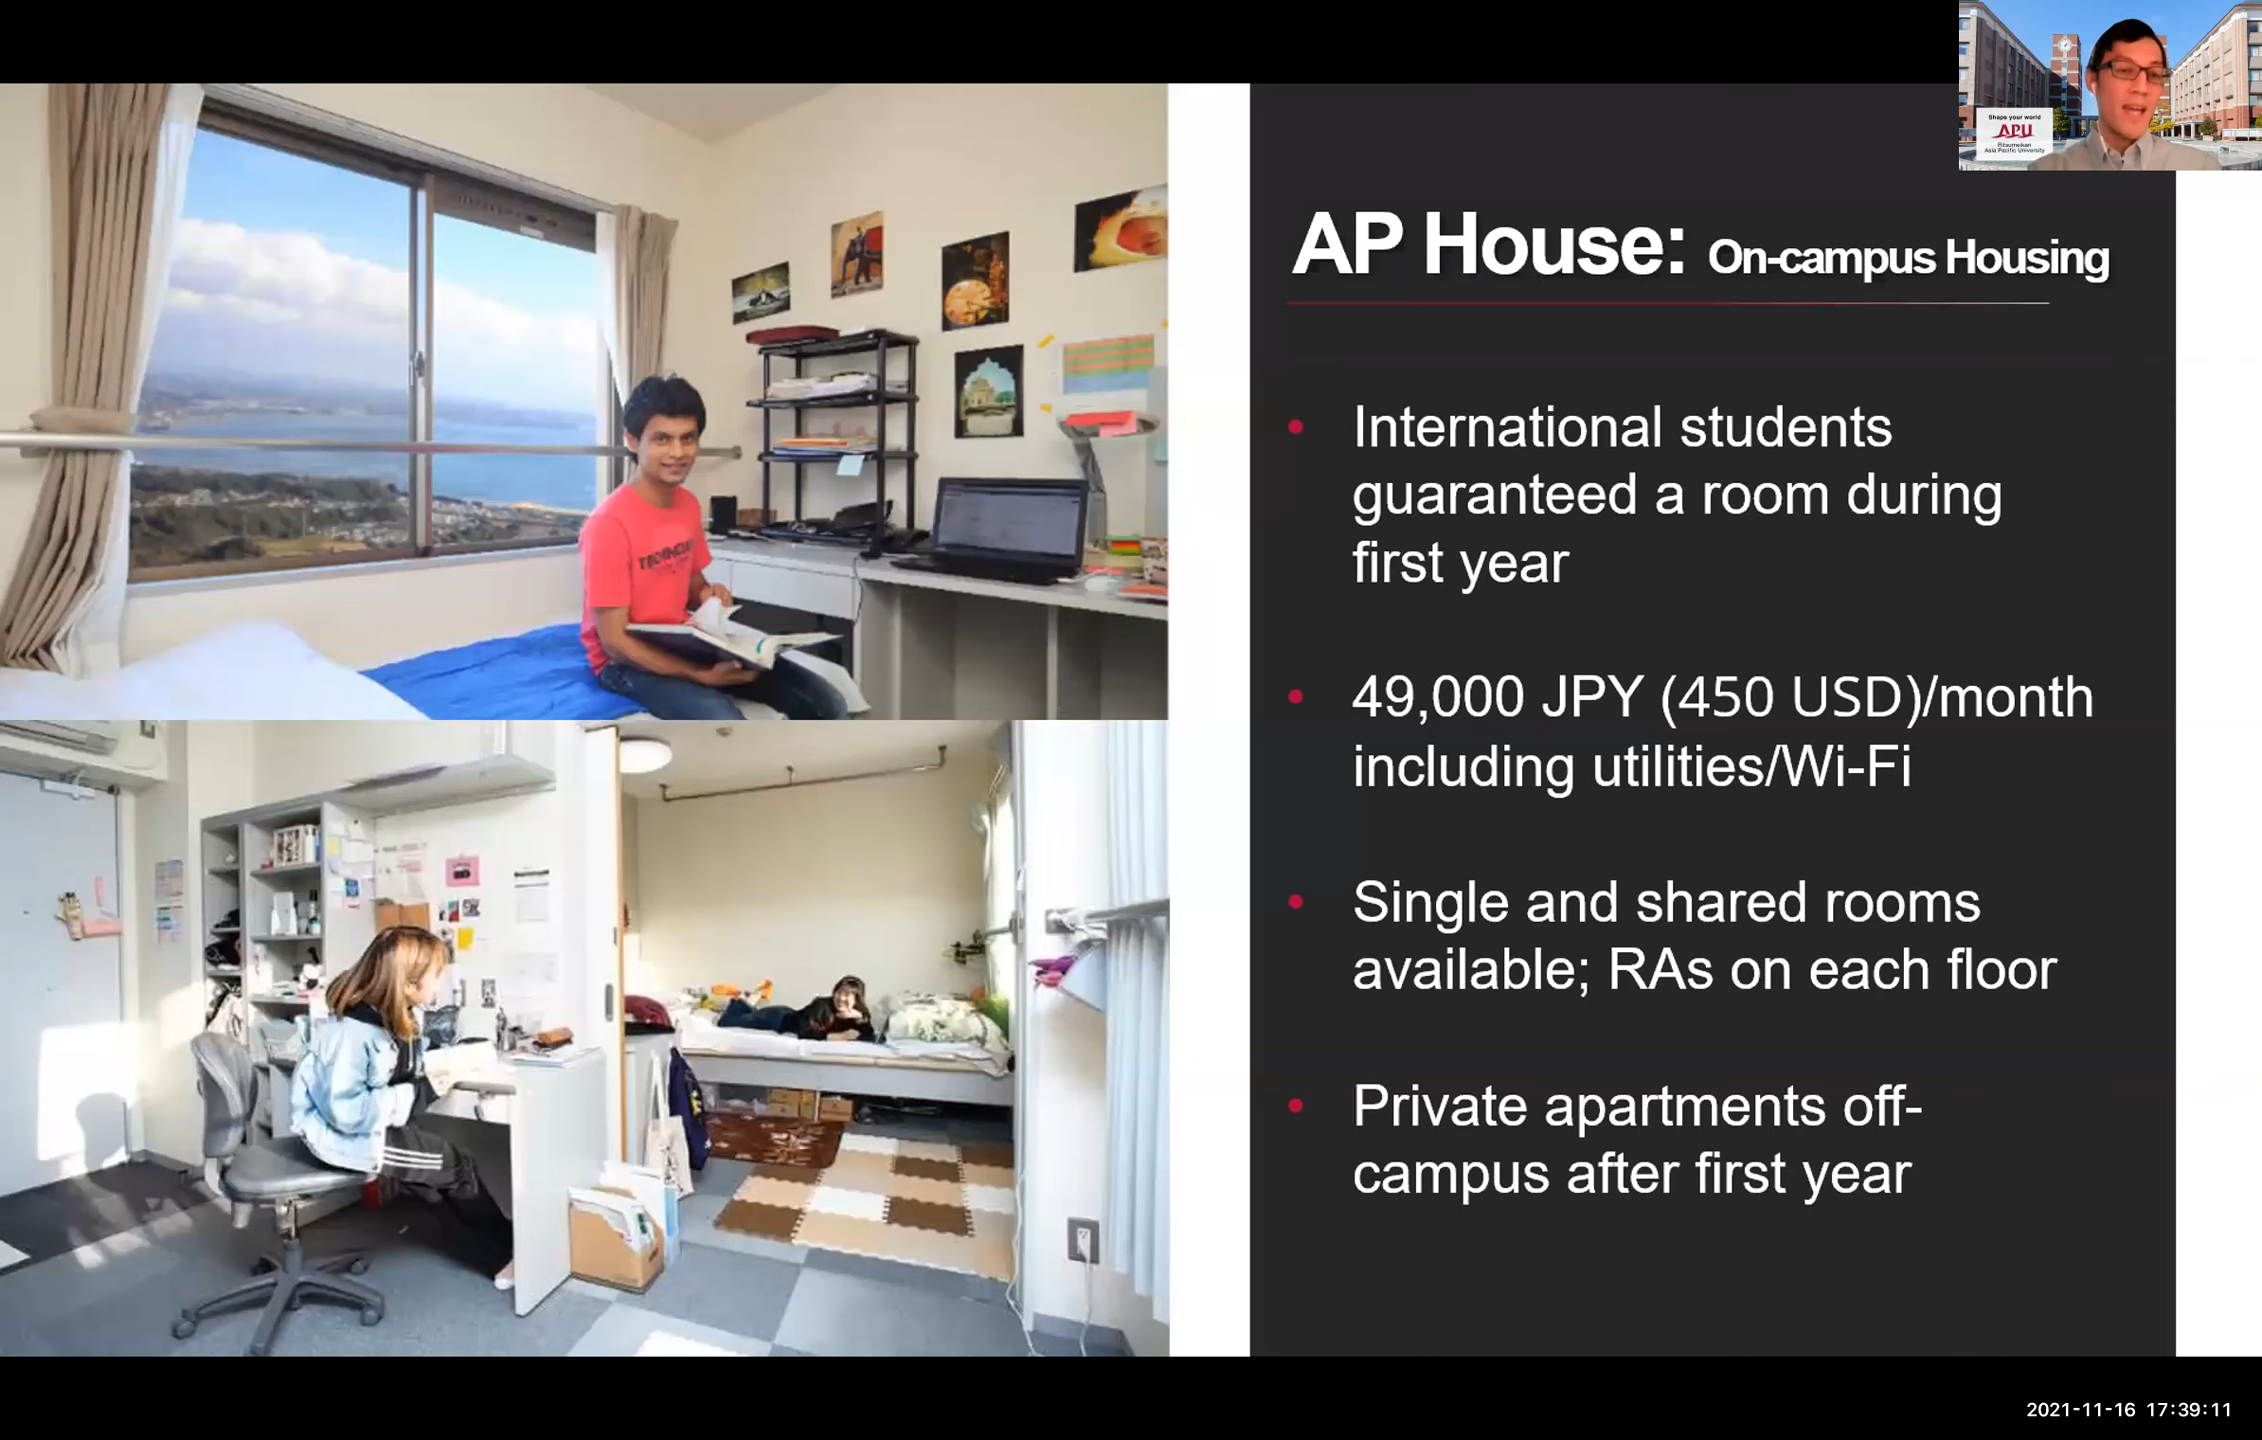 Shape your world
APU
Ritsumeikan
Asia Pacific University
AP House: On-campus Housing
• International students
guaranteed a room during
first year
• 49,000 JPY (450 USD)/month
including utilities/Wi-Fi
• Single and shared rooms
available; RAs on each floor
• Private apartments off-
campus after first year
2021-11-16 17:39:11